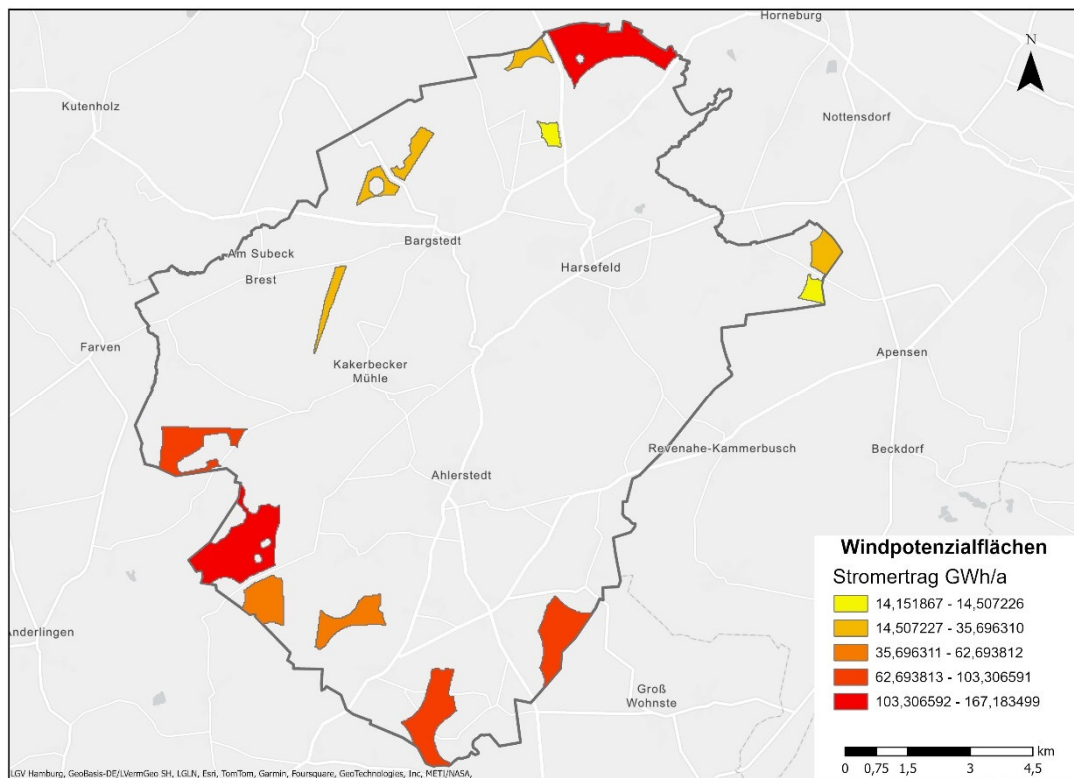 Horneburg
N
Kutenholz
Nottensdorf
Bargstedt
Am Subeck
Harsefeld
Brest
Farven
Apensen
Kakerbecker
Mühle
Revenahe-Kammerbusch
Beckdorf
Ahlerstedt
Windpotenzialflächen
Stromertrag GWh/a
14,151867 - 14,507226
14,507227 - 35,696310
35,696311 - 62,693812
62,693813 - 103,306591
103,306592 - 167,183499
Anderlingen
Groß
Wohnste
km
0 0,75 1,5 3 4,5
LGV Hamburg, GeoBasis-DE/LVermGeo SH, LGLN, Esri, TomTom, Garmin, Foursquare, GeoTechnologies, Inc, METI/NASA,